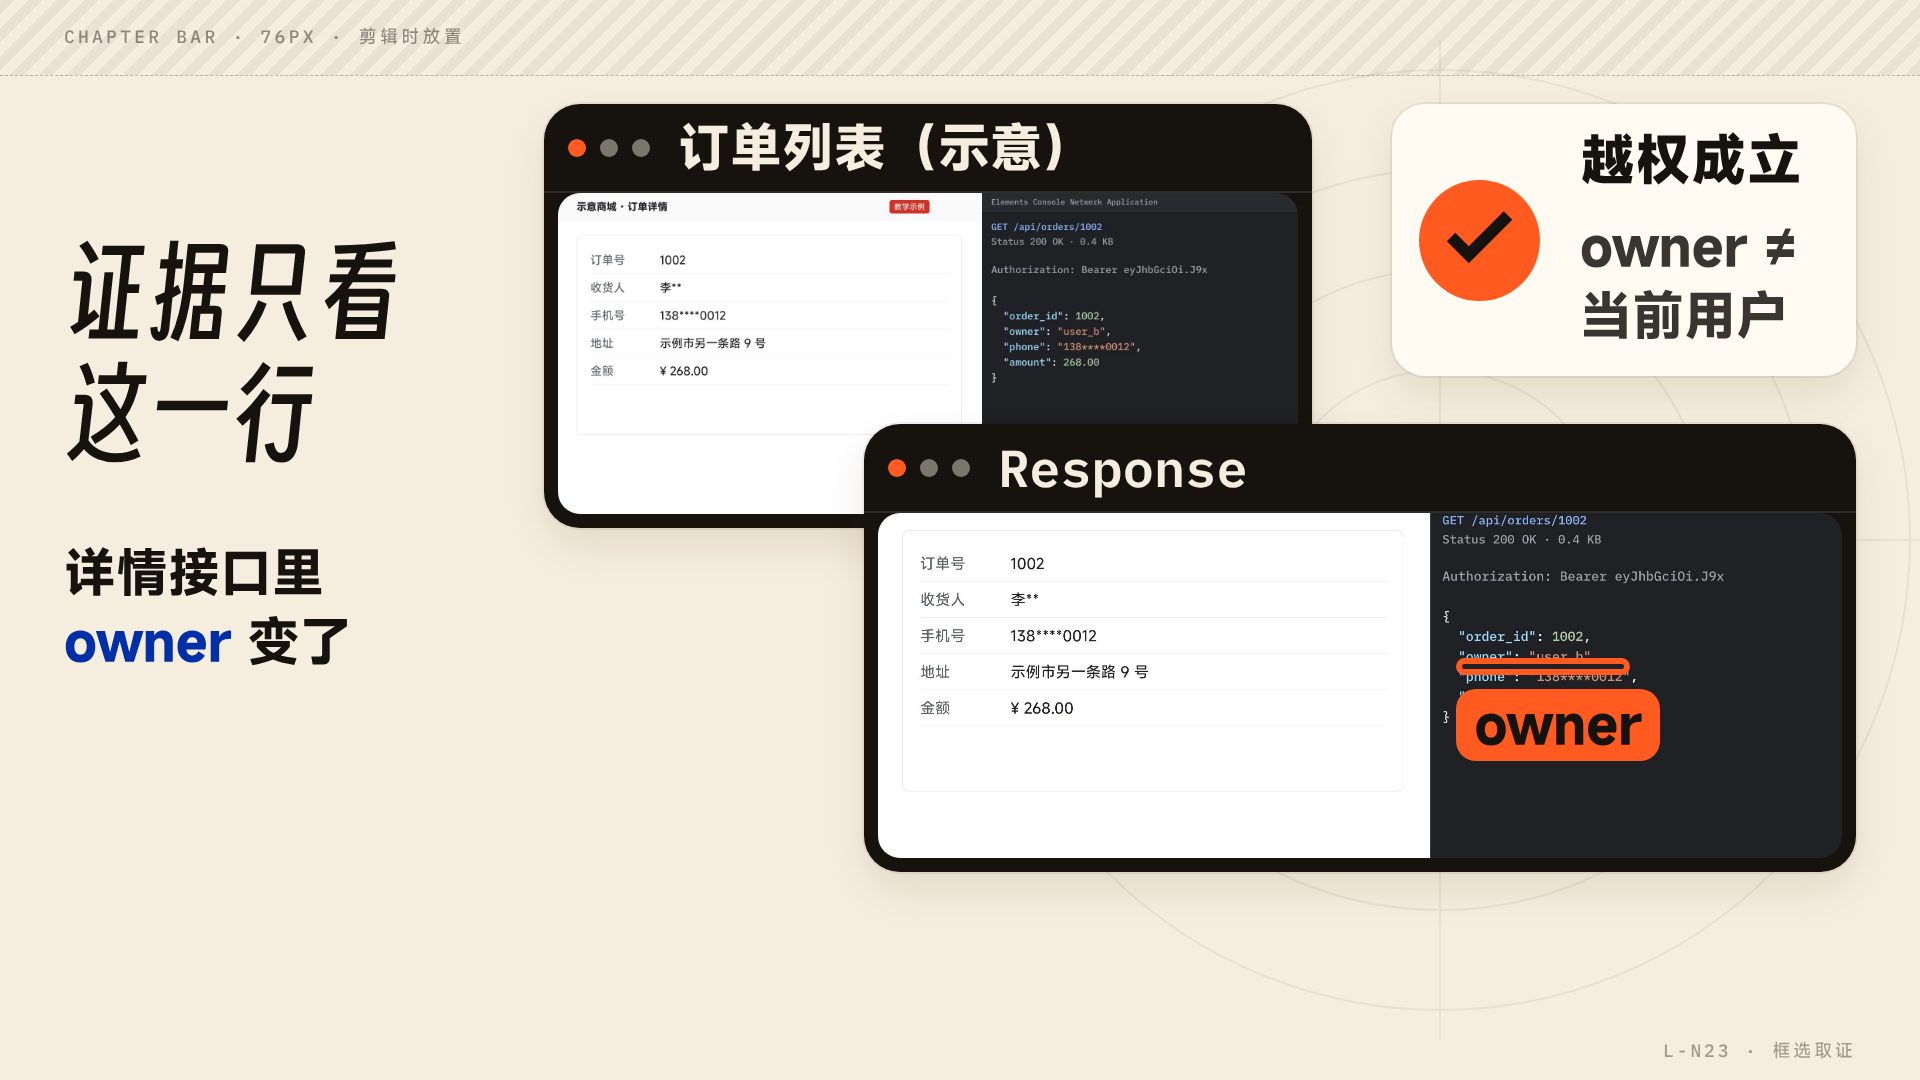 CHAPTER BAR · 76PX · 剪辑时放置
证据只看
这一行
详情接口里
owner 变了
订单列表（示意）
示意商城 · 订单详情
教学示例
订单号 1002
收货人 李**
手机号 138****0012
地址 示例市另一条路 9 号
金额 ¥ 268.00
Elements Console Network Application
GET /api/orders/1002
Status 200 OK · 0.4 KB
Authorization: Bearer eyJhbGciOi.J9x
{
"order_id": 1002,
"owner": "user_b",
"phone": "138****0012",
"amount": 268.00
}
越权成立
owner ≠
当前用户
Response
订单号 1002
收货人 李**
手机号 138****0012
地址 示例市另一条路 9 号
金额 ¥ 268.00
GET /api/orders/1002
Status 200 OK · 0.4 KB
Authorization: Bearer eyJhbGciOi.J9x
{
"order_id": 1002,
"owner": "user_b"
"phone": "138****0012",
}
owner
L-N23 · 框选取证